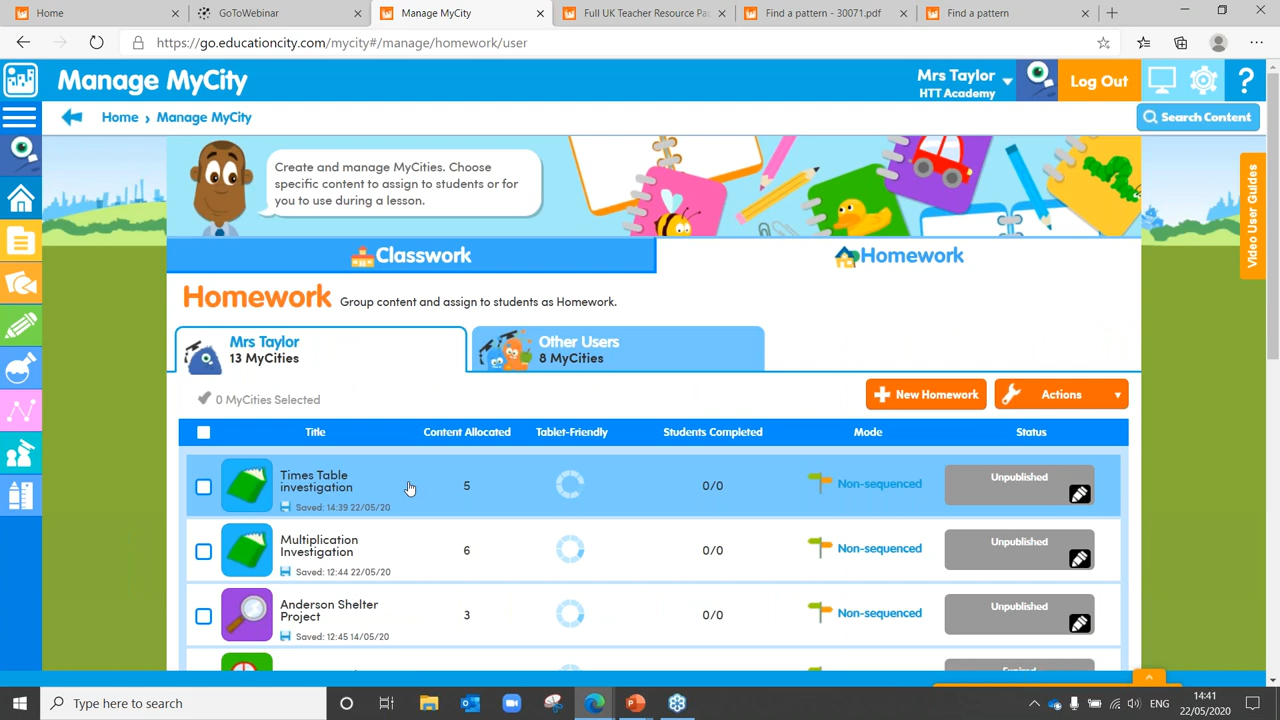 Home
GoToWebinar
Manage MyCity
Full UK Teacher Resource Pa
Find a pattern - 30071.pdf
Find a pattern
https://go.educationcity.com/mycity#/manage/homework/user
Manage MyCity
Mrs Taylor
HTT Academy
Log Out
?
Home › Manage MyCity
Search Content
Create and manage MyCities. Choose
specific content to assign to students or for
you to use during a lesson.
Video User Guides
Classwork
Homework
Homework Group content and assign to students as Homework.
Mrs Taylor
13 MyCities
Other Users
8 MyCities
0 MyCities Selected
New Homework
Actions
Title Content Allocated Tablet-Friendly Students Completed Mode Status
Times Table
investigation
Saved: 14:39 22/05/20
5
0/0
Non-sequenced
Unpublished
Multiplication
Investigation
Saved: 12:44 22/05/20
6
0/0
Non-sequenced
Unpublished
Anderson Shelter
Project
Saved: 12:45 14/05/20
3
0/0
Non-sequenced
Unpublished
Type here to search
ENG
14:41
22/05/2020